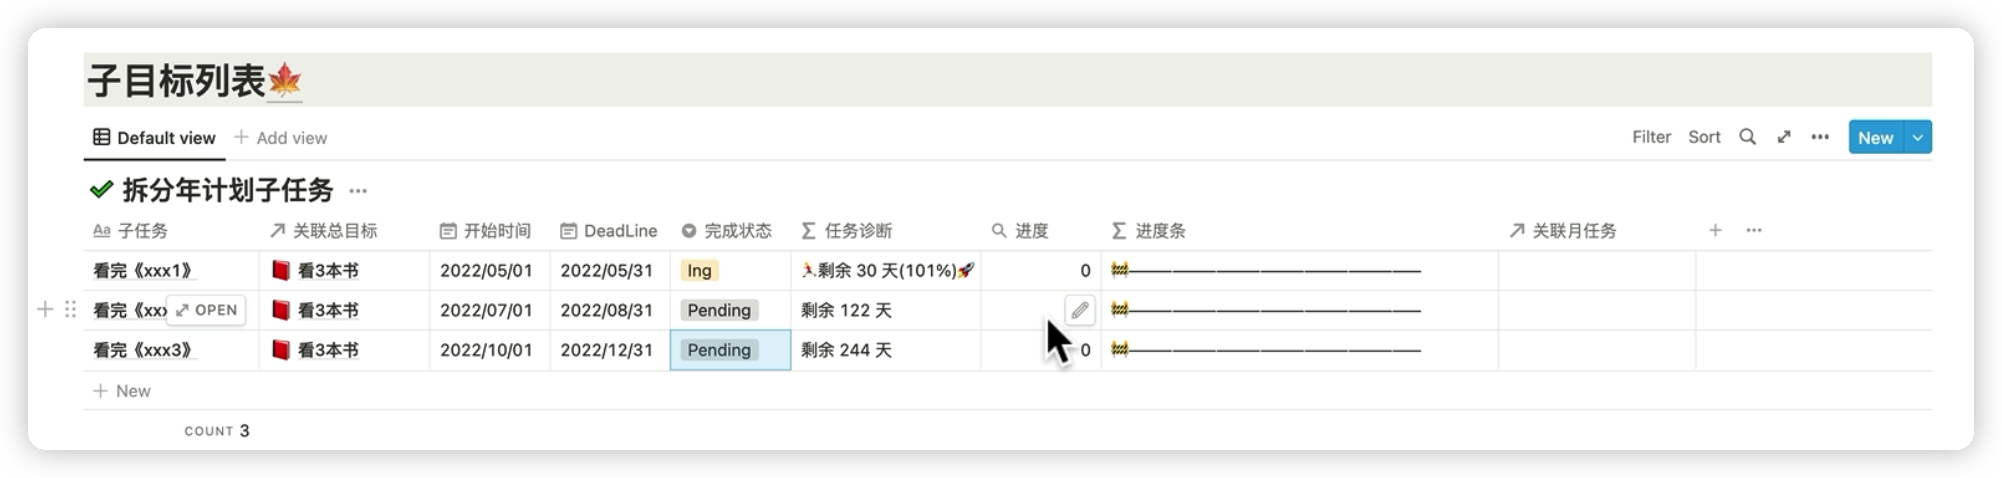 子目标列表🍁
Default view + Add view Filter Sort New
✔ 拆分年计划子任务 ...
Aa 子任务 关联总目标 开始时间 DeadLine 完成状态 Σ 任务诊断 进度 Σ 进度条 关联月任务 + ...
看完《xxx1》 看3本书 2022/05/01 2022/05/31 Ing 🏃剩余 30 天(101%)🚀 0 🚧——————————
看完《xx OPEN 看3本书 2022/07/01 2022/08/31 Pending 剩余 122 天 🚧——————————
看完《xxx3》 看3本书 2022/10/01 2022/12/31 Pending 剩余 244 天 0 🚧——————————
+ New
COUNT 3